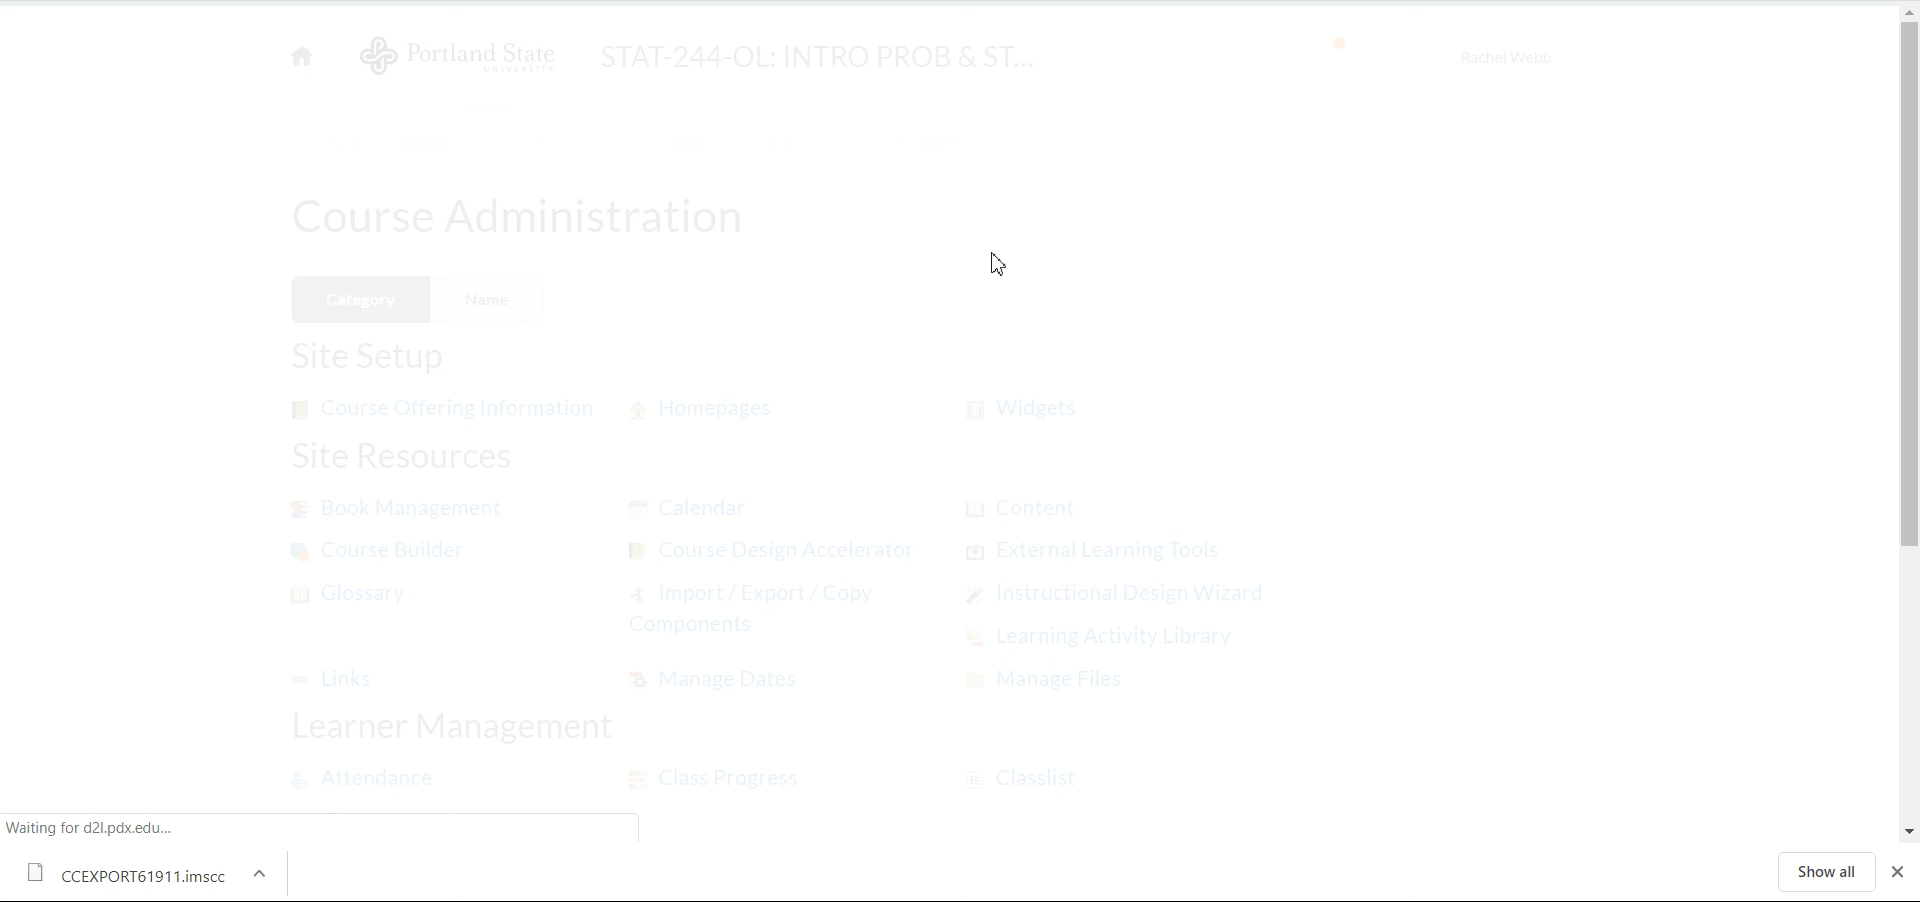 Portland State
UNIVERSITY
STAT-244-OL: INTRO PROB & ST...
Rachel Webb
Course Administration
Category
Name
Site Setup
Course Offering Information
Homepages
Widgets
Site Resources
Book Management
Calendar
Content
Course Builder
Course Design Accelerator
External Learning Tools
Glossary
Import / Export / Copy
Components
Instructional Design Wizard
Learning Activity Library
Links
Manage Dates
Manage Files
Learner Management
Attendance
Class Progress
Classlist
Waiting for d2l.pdx.edu...
CCEXPORT61911.imscc
Show all